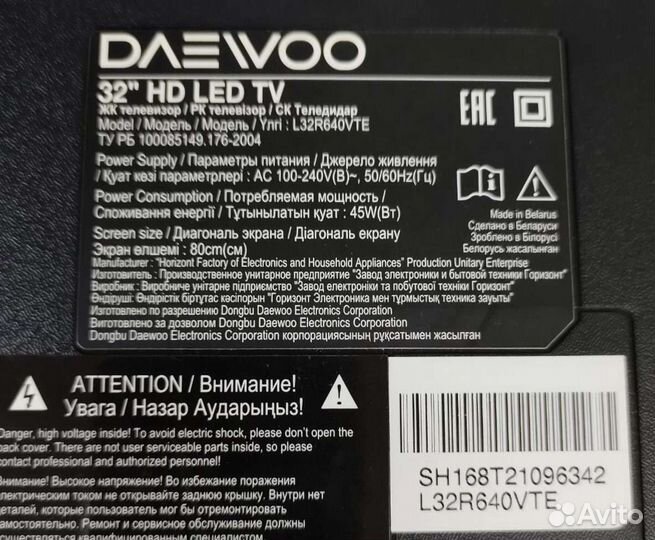 DAEWOO
32" HD LED TV
ЖК телевизор / РК телевізор / СК Теледидар
Model / Модель / Модель / Үлгі : L32R640VTE
ТУ РБ 100085149.176-2004
Power Supply / Параметры питания / Джерело живлення
/ Қуат көзі параметрлері : AC 100-240V(В)~, 50/60Hz(Гц)
Power Consumption / Потребляемая мощность /
Споживання енергії / Тұтынылатын қуат : 45W(Вт)
Screen size / Диагональ экрана / Діагональ екрану
/ Экран өлшемі : 80cm(см)
Manufacturer : "Horizont Factory of Electronics and Household Appliances" Production Unitary Enterprise
Изготовитель : Производственное унитарное предприятие "Завод электроники и бытовой техники Горизонт"
Виробник : Виробниче унітарне підприємство "Завод електроніки та побутової техніки Горизонт"
Өндіруші: Өндірістік біртұтас кәсіпорын "Горизонт Электроника мен тұрмыстық техника зауыты"
Изготовлено по разрешению Dongbu Daewoo Electronics Corporation
Виготовлено за дозволом Dongbu Daewoo Electronics Corporation
Dongbu Daewoo Electronics Corporation корпорациясының рұқсатымен жасалған
EAC
Made in Belarus
Сделано в Беларуси
Зроблено в Білорусі
Беларусь жасалынған
ATTENTION / Внимание!
Увага / Назар Аударыңыз!
Danger, high voltage inside! To avoid electric shock, please don't open the
back cover. There are not user serviceable parts inside, so please
contact professional and authorized personnel!
Внимание! Высокое напряжение! Во избежание поражения
электрическим током не открывайте заднюю крышку. Внутри нет
деталей, которые пользователь мог бы отремонтировать
самостоятельно. Ремонт и сервисное обслуживание должны
осуществляться квалифицированным специалистом
SH168T21096342
L32R640VTE
Avito